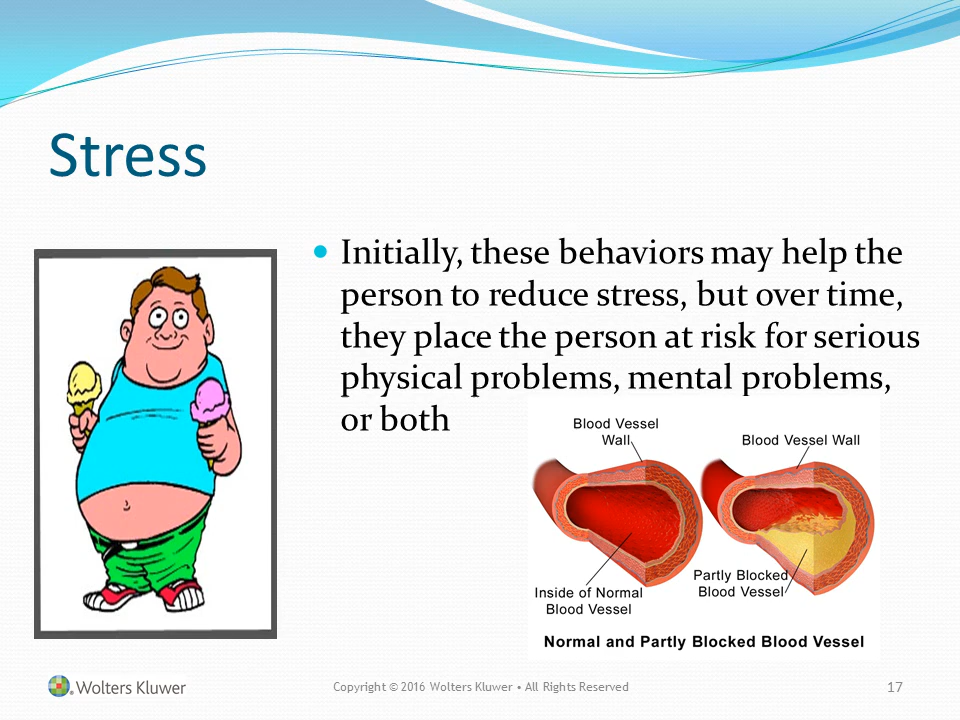 Stress
• Initially, these behaviors may help the
person to reduce stress, but over time,
they place the person at risk for serious
physical problems, mental problems,
or both
Blood Vessel
Wall
Blood Vessel Wall
Inside of Normal
Blood Vessel
Partly Blocked
Blood Vessel
Normal and Partly Blocked Blood Vessel
Wolters Kluwer
Copyright © 2016 Wolters Kluwer • All Rights Reserved
17